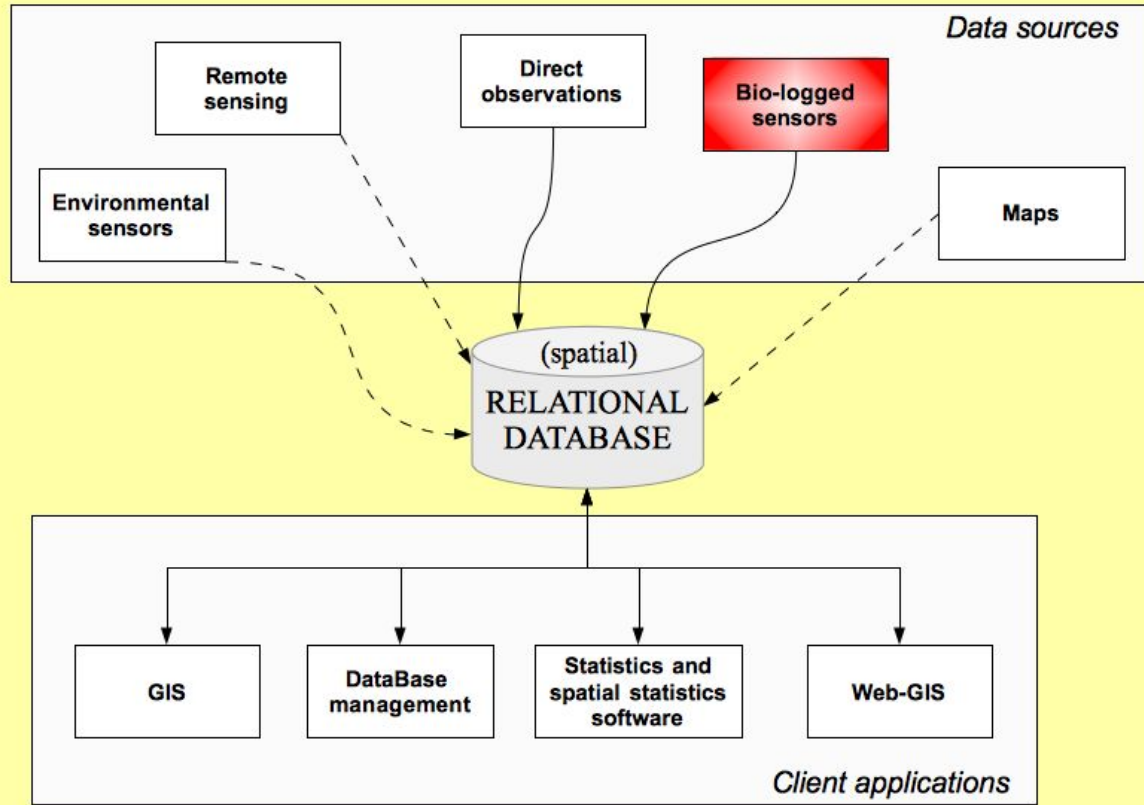 Data sources
Remote
sensing
Direct
observations
Bio-logged
sensors
Environmental
sensors
Maps
(spatial)
RELATIONAL
DATABASE
GIS
DataBase
management
Statistics and
spatial statistics
software
Web-GIS
Client applications